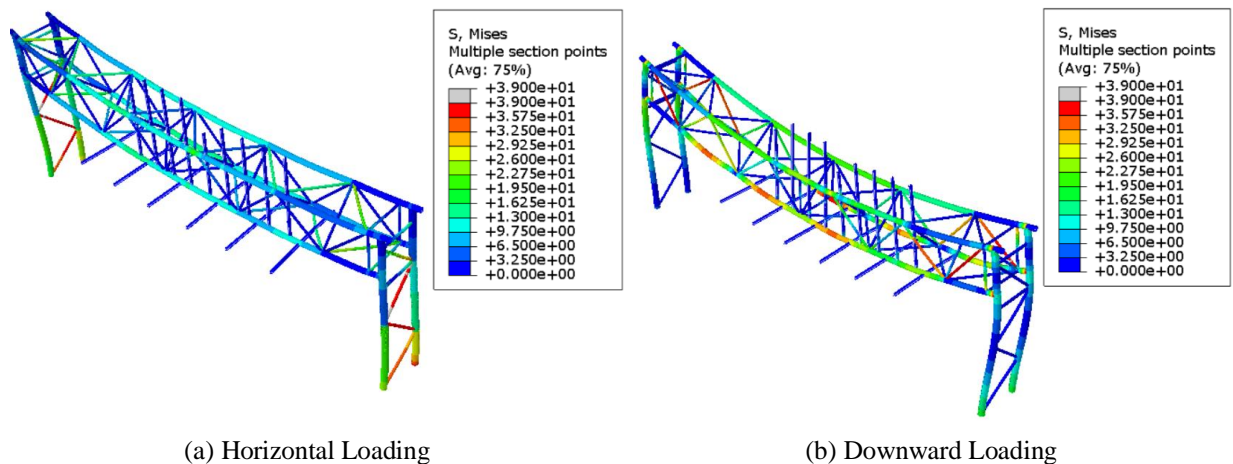 S, Mises
Multiple section points
(Avg: 75%)
+3.900e+01
+3.900e+01
+3.575e+01
+3.250e+01
+2.925e+01
+2.600e+01
+2.275e+01
+1.950e+01
+1.625e+01
+1.300e+01
+9.750e+00
+6.500e+00
+3.250e+00
+0.000e+00
S, Mises
Multiple section points
(Avg: 75%)
+3.900e+01
+3.900e+01
+3.575e+01
+3.250e+01
+2.925e+01
+2.600e+01
+2.275e+01
+1.950e+01
+1.625e+01
+1.300e+01
+9.750e+00
+6.500e+00
+3.250e+00
+0.000e+00
(a) Horizontal Loading
(b) Downward Loading